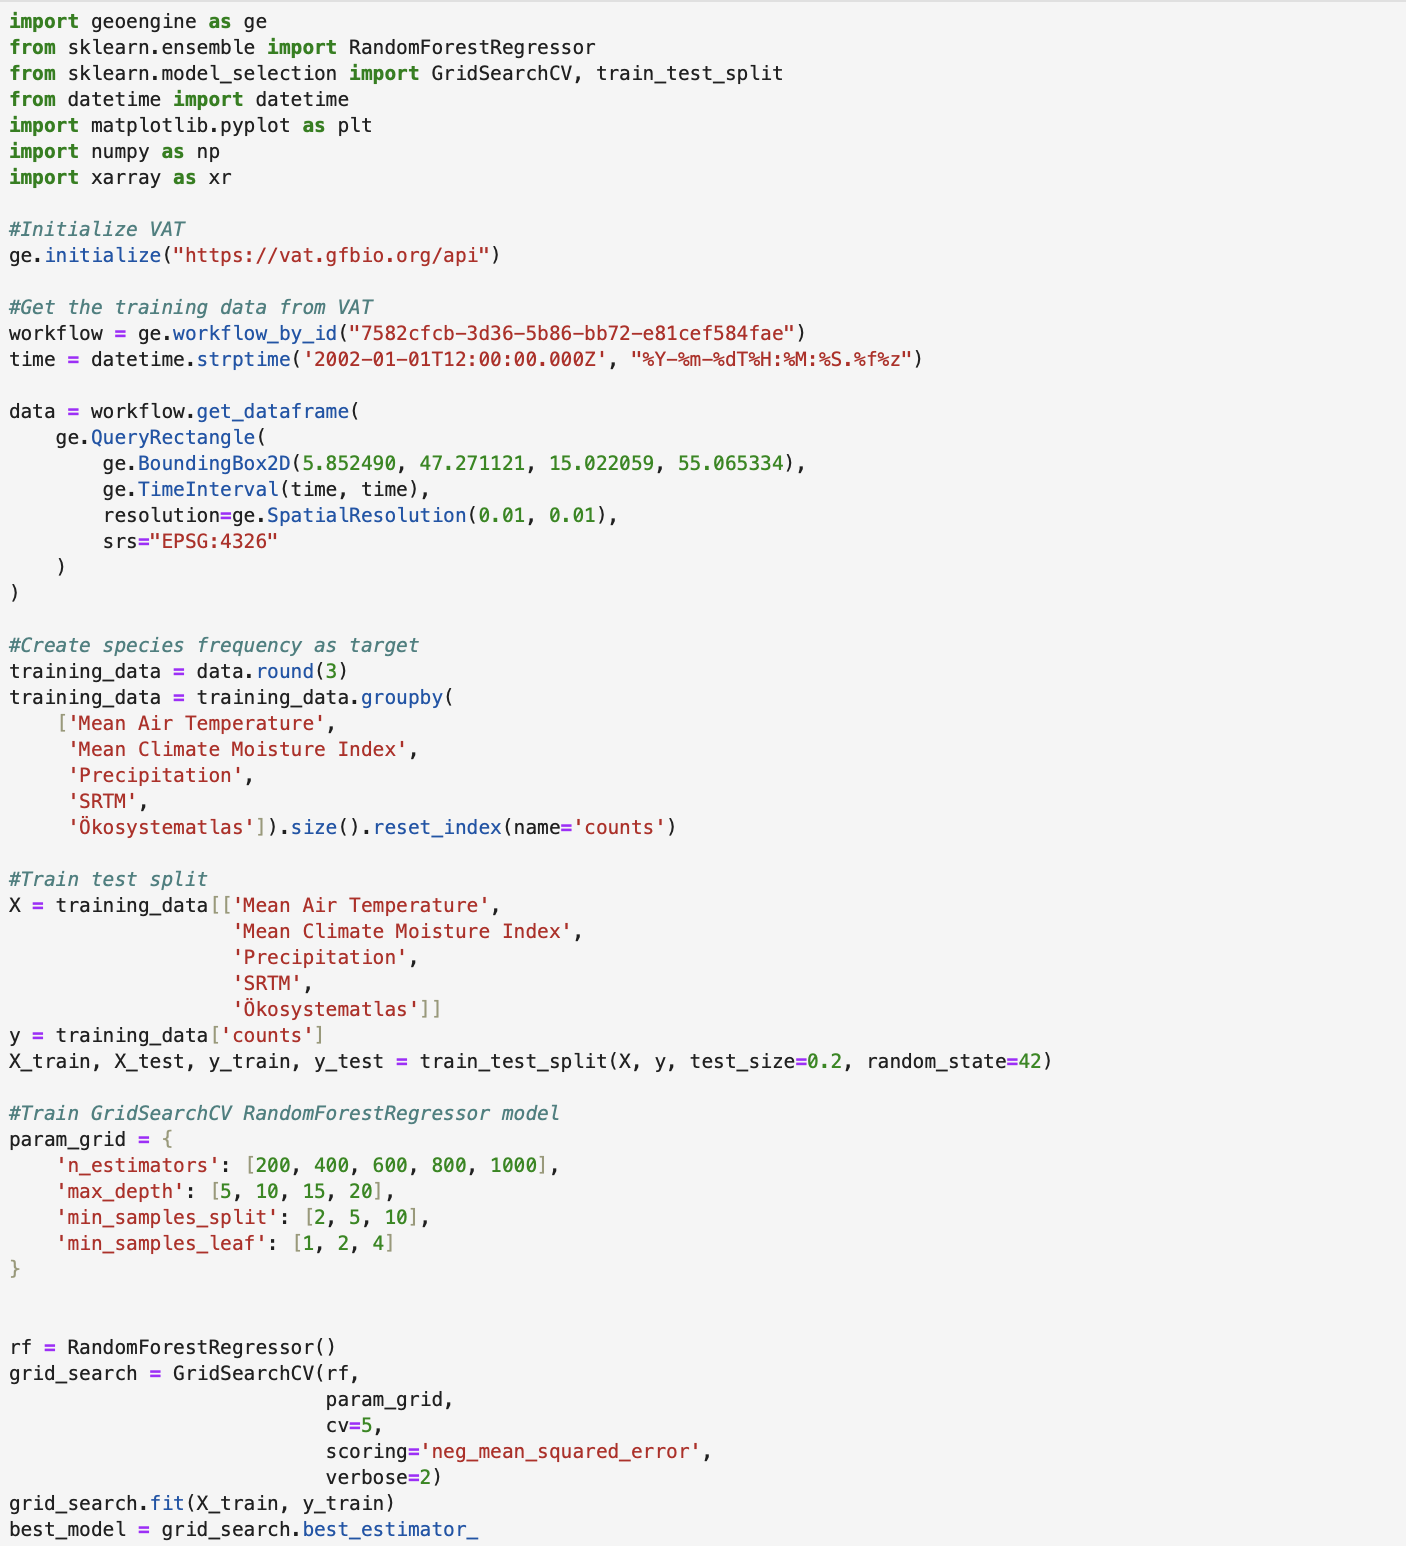 import geoengine as ge
from sklearn.ensemble import RandomForestRegressor
from sklearn.model_selection import GridSearchCV, train_test_split
from datetime import datetime
import matplotlib.pyplot as plt
import numpy as np
import xarray as xr

#Initialize VAT
ge.initialize("https://vat.gfbio.org/api")

#Get the training data from VAT
workflow = ge.workflow_by_id("7582cfcb-3d36-5b86-bb72-e81cef584fae")
time = datetime.strptime('2002-01-01T12:00:00.000Z', "%Y-%m-%dT%H:%M:%S.%f%z")

data = workflow.get_dataframe(
    ge.QueryRectangle(
        ge.BoundingBox2D(5.852490, 47.271121, 15.022059, 55.065334),
        ge.TimeInterval(time, time),
        resolution=ge.SpatialResolution(0.01, 0.01),
        srs="EPSG:4326"
    )
)

#Create species frequency as target
training_data = data.round(3)
training_data = training_data.groupby(
    ['Mean Air Temperature',
     'Mean Climate Moisture Index',
     'Precipitation',
     'SRTM',
     'Ökosystematlas']).size().reset_index(name='counts')

#Train test split
X = training_data[['Mean Air Temperature',
                   'Mean Climate Moisture Index',
                   'Precipitation',
                   'SRTM',
                   'Ökosystematlas']]
y = training_data['counts']
X_train, X_test, y_train, y_test = train_test_split(X, y, test_size=0.2, random_state=42)

#Train GridSearchCV RandomForestRegressor model
param_grid = {
    'n_estimators': [200, 400, 600, 800, 1000],
    'max_depth': [5, 10, 15, 20],
    'min_samples_split': [2, 5, 10],
    'min_samples_leaf': [1, 2, 4]
}


rf = RandomForestRegressor()
grid_search = GridSearchCV(rf,
                           param_grid,
                           cv=5,
                           scoring='neg_mean_squared_error',
                           verbose=2)
grid_search.fit(X_train, y_train)
best_model = grid_search.best_estimator_